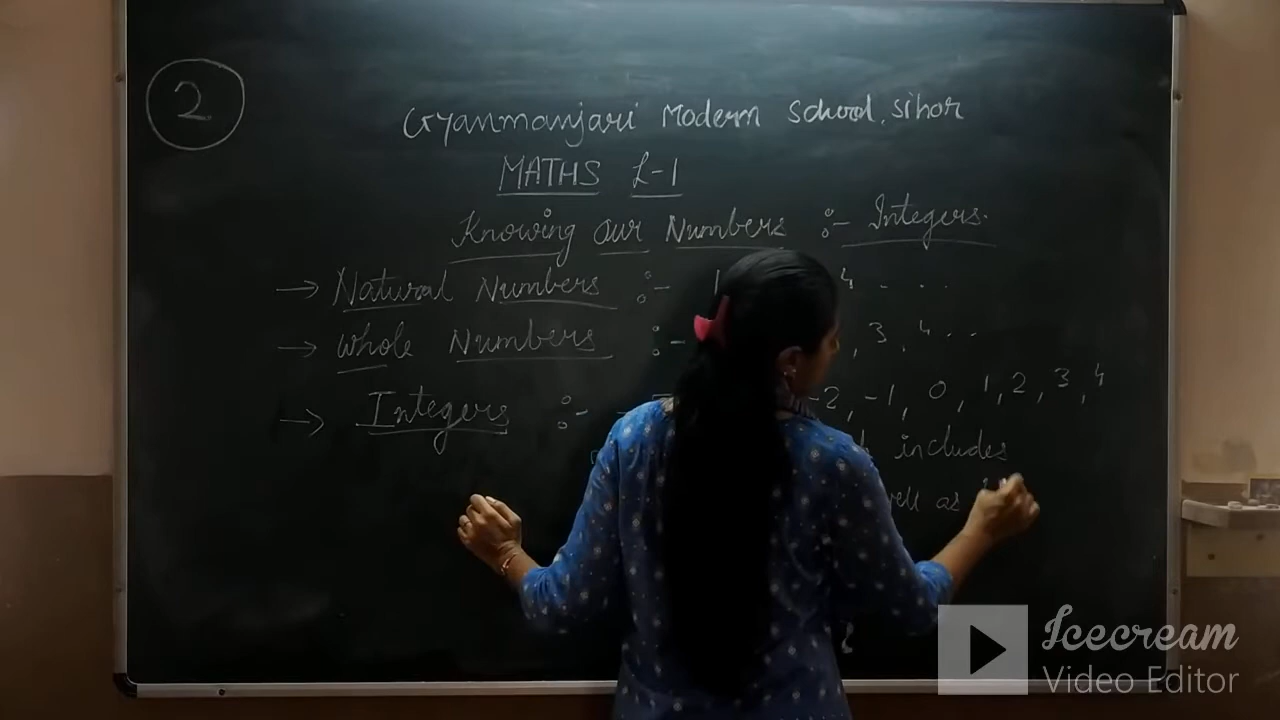 2
Gyanmanjari Modern School, Sihor
MATHS L-1
Knowing our Numbers :- Integers.
→ Natural Numbers :- 1 4 . . .
→ Whole Numbers :- , 3, 4 . .
→ Integers :- -2, -1, 0, 1, 2, 3, 4
includes
well as
Icecream
Video Editor